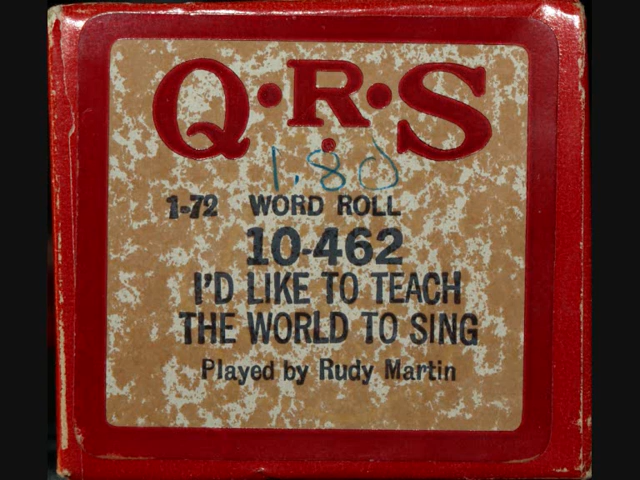 Q·R·S
1.80
1-72 WORD ROLL
10-462
I'D LIKE TO TEACH
THE WORLD TO SING
Played by Rudy Martin